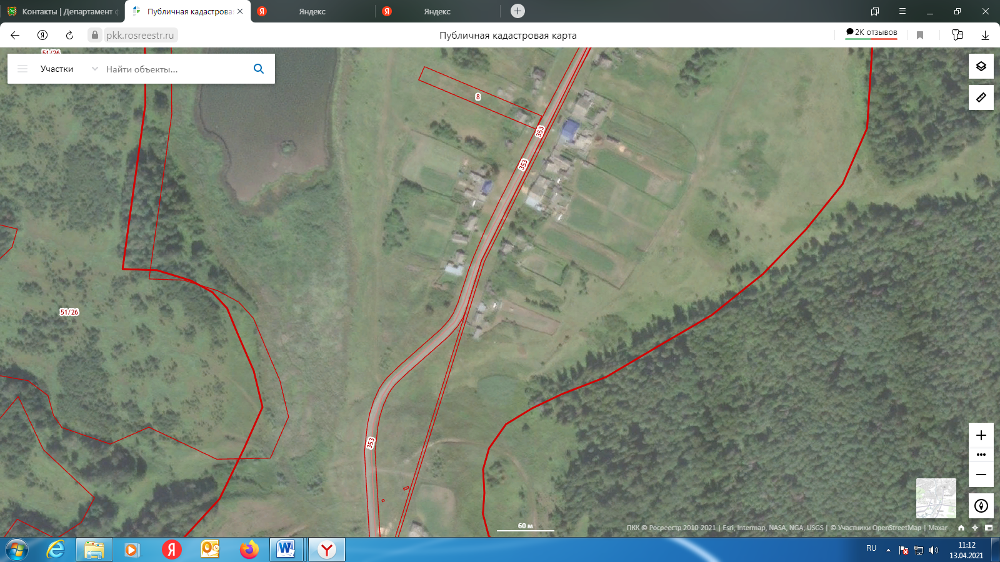 Контакты | Департамент ф
Публичная кадастрова
Яндекс
Яндекс
pkk.rosreestr.ru
Публичная кадастровая карта
2K отзывов
51/26
Участки
Найти объекты...
8
353
353
51/26
353
60 м
ПКК © Росреестр 2010-2021 | Esri, Intermap, NASA, NGA, USGS | © Участники OpenStreetMap | Maxar
RU
11:12
13.04.2021